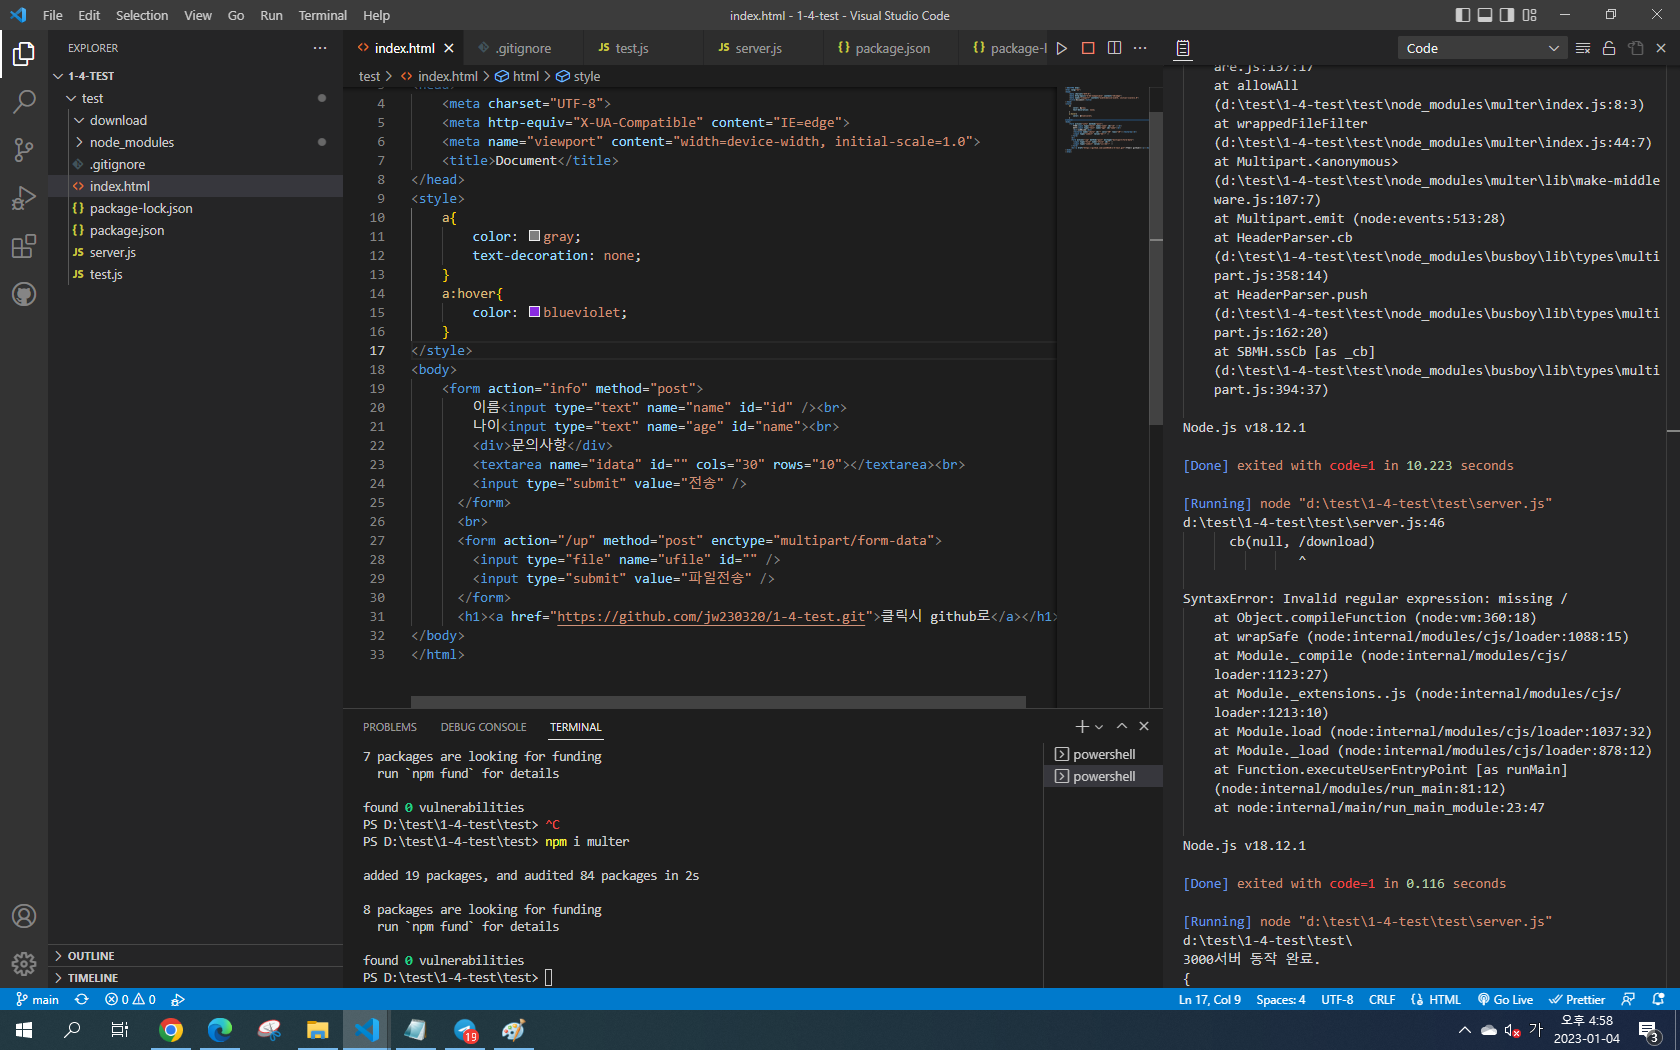 File Edit Selection View Go Run Terminal Help
index.html - 1-4-test - Visual Studio Code
EXPLORER
1-4-TEST
test
download
node_modules
.gitignore
index.html
package-lock.json
package.json
server.js
test.js
OUTLINE
TIMELINE
index.html .gitignore test.js server.js package.json package-l
test > index.html > html > style
4 <meta charset="UTF-8">
5 <meta http-equiv="X-UA-Compatible" content="IE=edge">
6 <meta name="viewport" content="width=device-width, initial-scale=1.0">
7 <title>Document</title>
8 </head>
9 <style>
10 a{
11 color: gray;
12 text-decoration: none;
13 }
14 a:hover{
15 color: blueviolet;
16 }
17 </style>
18 <body>
19 <form action="info" method="post">
20 이름<input type="text" name="name" id="id" /><br>
21 나이<input type="text" name="age" id="name"><br>
22 <div>문의사항</div>
23 <textarea name="idata" id="" cols="30" rows="10"></textarea><br>
24 <input type="submit" value="전송" />
25 </form>
26 <br>
27 <form action="/up" method="post" enctype="multipart/form-data">
28 <input type="file" name="ufile" id="" />
29 <input type="submit" value="파일전송" />
30 </form>
31 <h1><a href="https://github.com/jw230320/1-4-test.git">클릭시 github로</a></h1>
32 </body>
33 </html>
PROBLEMS DEBUG CONSOLE TERMINAL
7 packages are looking for funding
run `npm fund` for details
found 0 vulnerabilities
PS D:\test\1-4-test\test> ^C
PS D:\test\1-4-test\test> npm i multer
added 19 packages, and audited 84 packages in 2s
8 packages are looking for funding
run `npm fund` for details
found 0 vulnerabilities
PS D:\test\1-4-test\test>
powershell
powershell
Code
are.js:137:17
at allowAll
(d:\test\1-4-test\test\node_modules\multer\index.js:8:3)
at wrappedFileFilter
(d:\test\1-4-test\test\node_modules\multer\index.js:44:7)
at Multipart.<anonymous>
(d:\test\1-4-test\test\node_modules\multer\lib\make-middle
ware.js:107:7)
at Multipart.emit (node:events:513:28)
at HeaderParser.cb
(d:\test\1-4-test\test\node_modules\busboy\lib\types\multi
part.js:358:14)
at HeaderParser.push
(d:\test\1-4-test\test\node_modules\busboy\lib\types\multi
part.js:162:20)
at SBMH.ssCb [as _cb]
(d:\test\1-4-test\test\node_modules\busboy\lib\types\multi
part.js:394:37)
Node.js v18.12.1
[Done] exited with code=1 in 10.223 seconds
[Running] node "d:\test\1-4-test\test\server.js"
d:\test\1-4-test\test\server.js:46
cb(null, /download)
^
SyntaxError: Invalid regular expression: missing /
at Object.compileFunction (node:vm:360:18)
at wrapSafe (node:internal/modules/cjs/loader:1088:15)
at Module._compile (node:internal/modules/cjs/
loader:1123:27)
at Module._extensions..js (node:internal/modules/cjs/
loader:1213:10)
at Module.load (node:internal/modules/cjs/loader:1037:32)
at Module._load (node:internal/modules/cjs/loader:878:12)
at Function.executeUserEntryPoint [as runMain]
(node:internal/modules/run_main:81:12)
at node:internal/main/run_main_module:23:47
Node.js v18.12.1
[Done] exited with code=1 in 0.116 seconds
[Running] node "d:\test\1-4-test\test\server.js"
d:\test\1-4-test\test\
3000서버 동작 완료.
{
main 0 0 Ln 17, Col 9 Spaces: 4 UTF-8 CRLF HTML Go Live Prettier
19
가
오후 4:58
2023-01-04
3